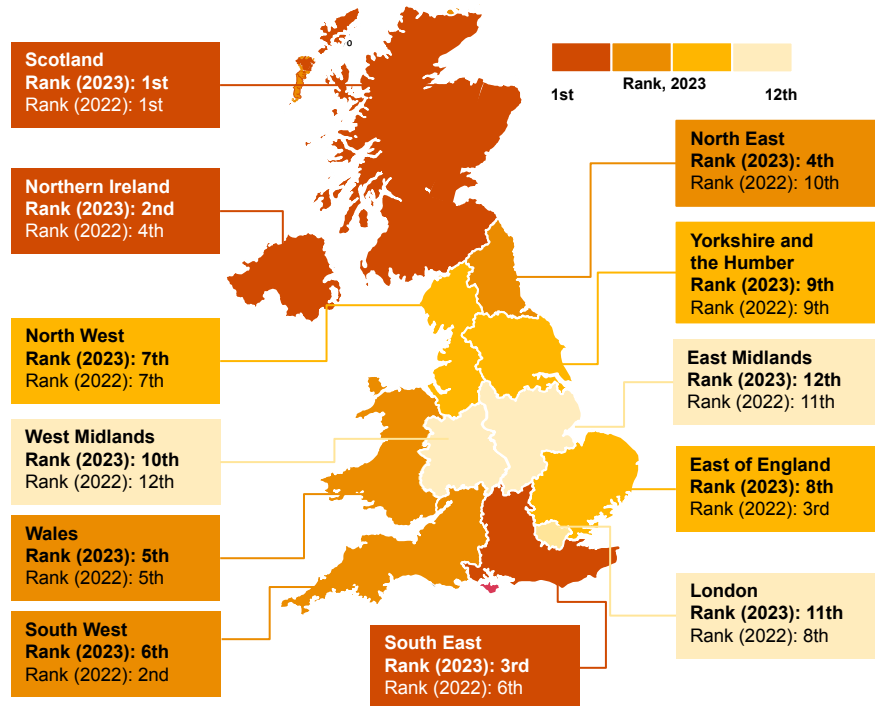 Scotland
Rank (2023): 1st
Rank (2022): 1st
Rank, 2023
1st
12th
North East
Rank (2023): 4th
Rank (2022): 10th
Northern Ireland
Rank (2023): 2nd
Rank (2022): 4th
Yorkshire and
the Humber
Rank (2023): 9th
Rank (2022): 9th
North West
Rank (2023): 7th
Rank (2022): 7th
East Midlands
Rank (2023): 12th
Rank (2022): 11th
West Midlands
Rank (2023): 10th
Rank (2022): 12th
East of England
Rank (2023): 8th
Rank (2022): 3rd
Wales
Rank (2023): 5th
Rank (2022): 5th
London
Rank (2023): 11th
Rank (2022): 8th
South West
Rank (2023): 6th
Rank (2022): 2nd
South East
Rank (2023): 3rd
Rank (2022): 6th